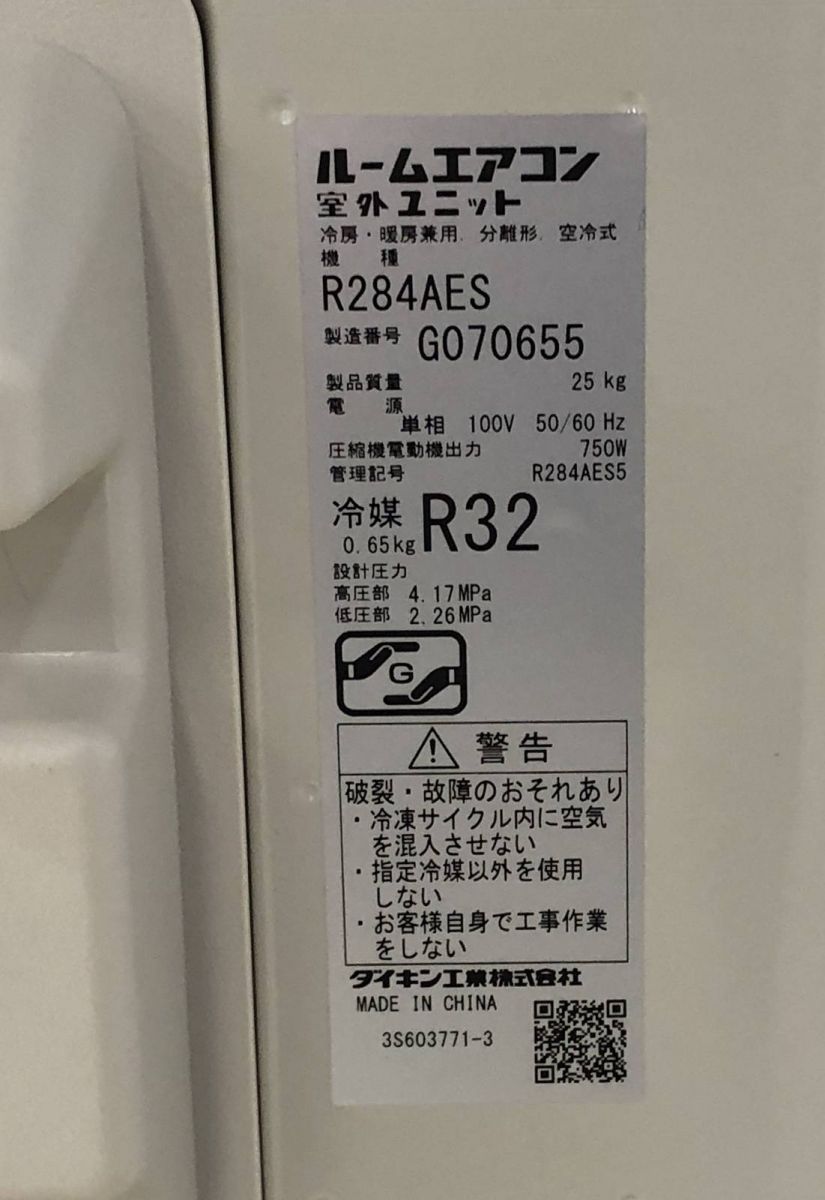 ルームエアコン
室外ユニット
冷房・暖房兼用, 分離形, 空冷式
機 種
R284AES
製造番号 G070655
製品質量 25 kg
電 源
単相 100V 50/60 Hz
圧縮機電動機出力 750W
管理記号 R284AES5
冷媒 R32
0.65kg
設計圧力
高圧部 4.17MPa
低圧部 2.26MPa
G
警告
破裂・故障のおそれあり
・冷凍サイクル内に空気
を混入させない
・指定冷媒以外を使用
しない
・お客様自身で工事作業
をしない
ダイキン工業株式会社
MADE IN CHINA
3S603771-3